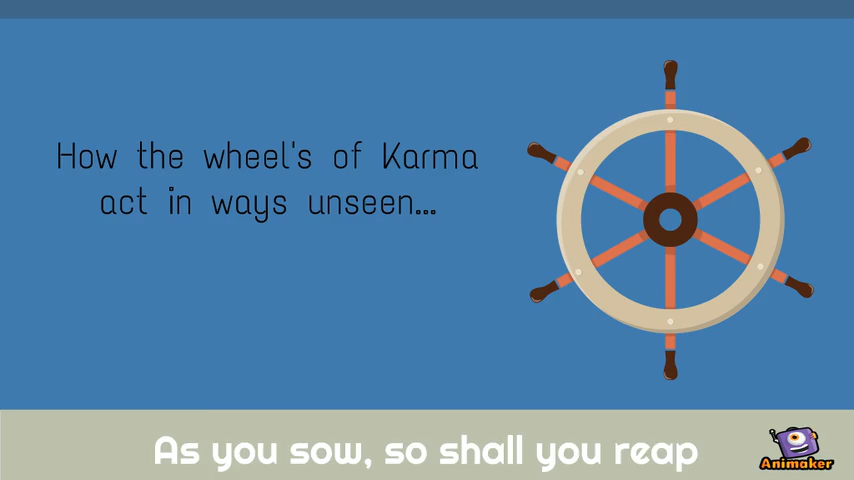 How the wheel's of Karma
act in ways unseen...
As you sow, so shall you reap
Animaker